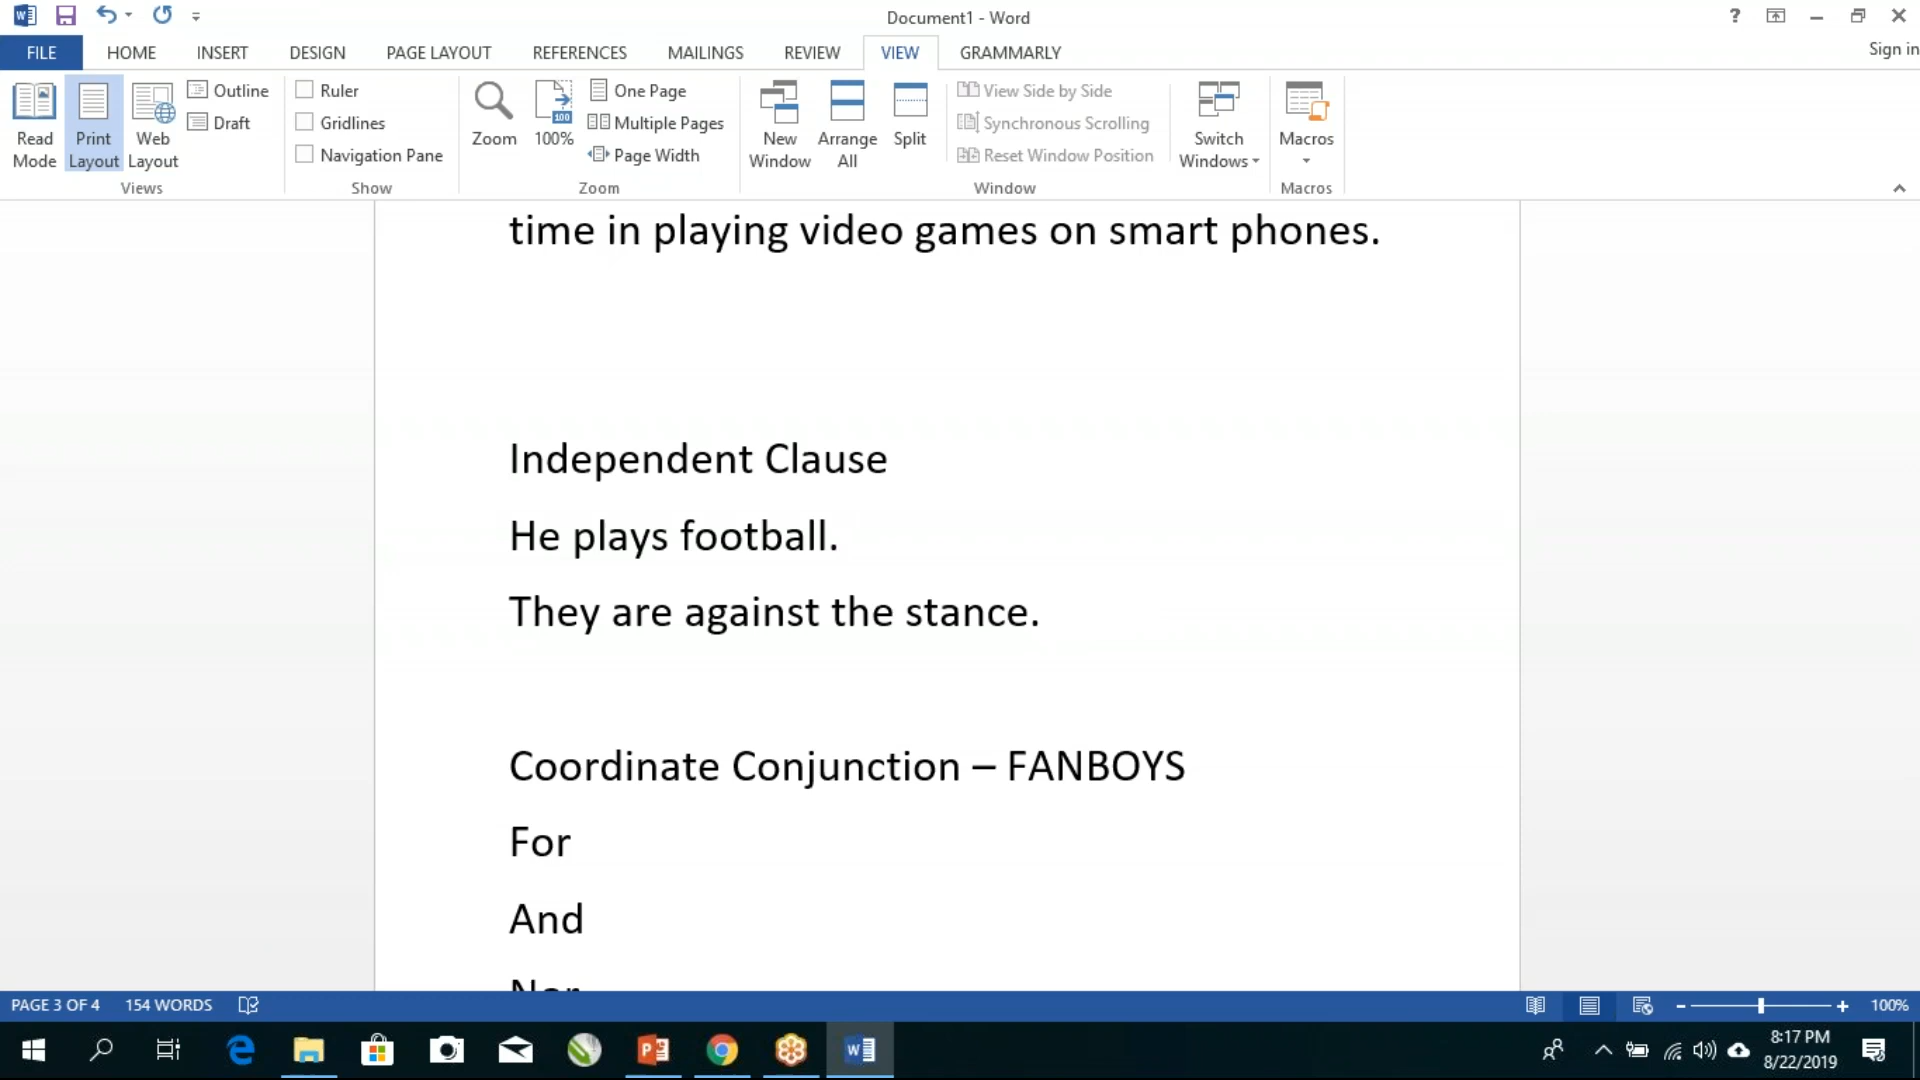 Document1 - Word
?
FILE HOME INSERT DESIGN PAGE LAYOUT REFERENCES MAILINGS REVIEW VIEW GRAMMARLY Sign in
Read Mode
Print Layout
Web Layout
Outline
Draft
Views
Ruler
Gridlines
Navigation Pane
Show
Zoom
100%
One Page
Multiple Pages
Page Width
Zoom
New Window
Arrange All
Split
View Side by Side
Synchronous Scrolling
Reset Window Position
Window
Switch Windows
Macros
Macros
time in playing video games on smart phones.
Independent Clause
He plays football.
They are against the stance.
Coordinate Conjunction – FANBOYS
For
And
Nor
PAGE 3 OF 4 154 WORDS 100%
8:17 PM
8/22/2019